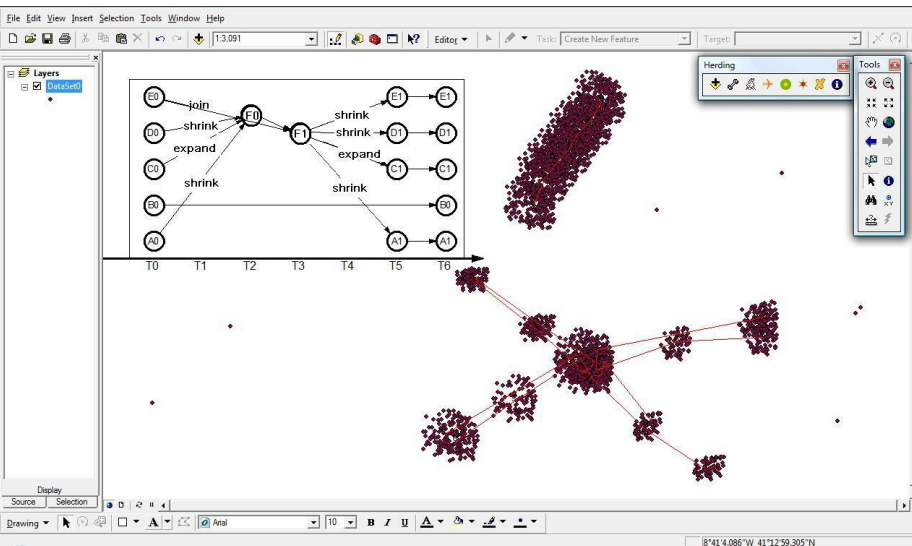 File Edit View Insert Selection Tools Window Help
1:3,091 Editor Task: Create New Feature Target:
Layers
DataSet0
Herding
Tools
E0 join F0 shrink E1 E1
D0 shrink F1 shrink D1 D1
expand expand
C0 C1 C1
shrink shrink
B0 B0
A0 A1 A1
T0 T1 T2 T3 T4 T5 T6
Display
Source Selection
Drawing A Arial 10 B I U A
8°41'4.086"W 41°12'59.305"N